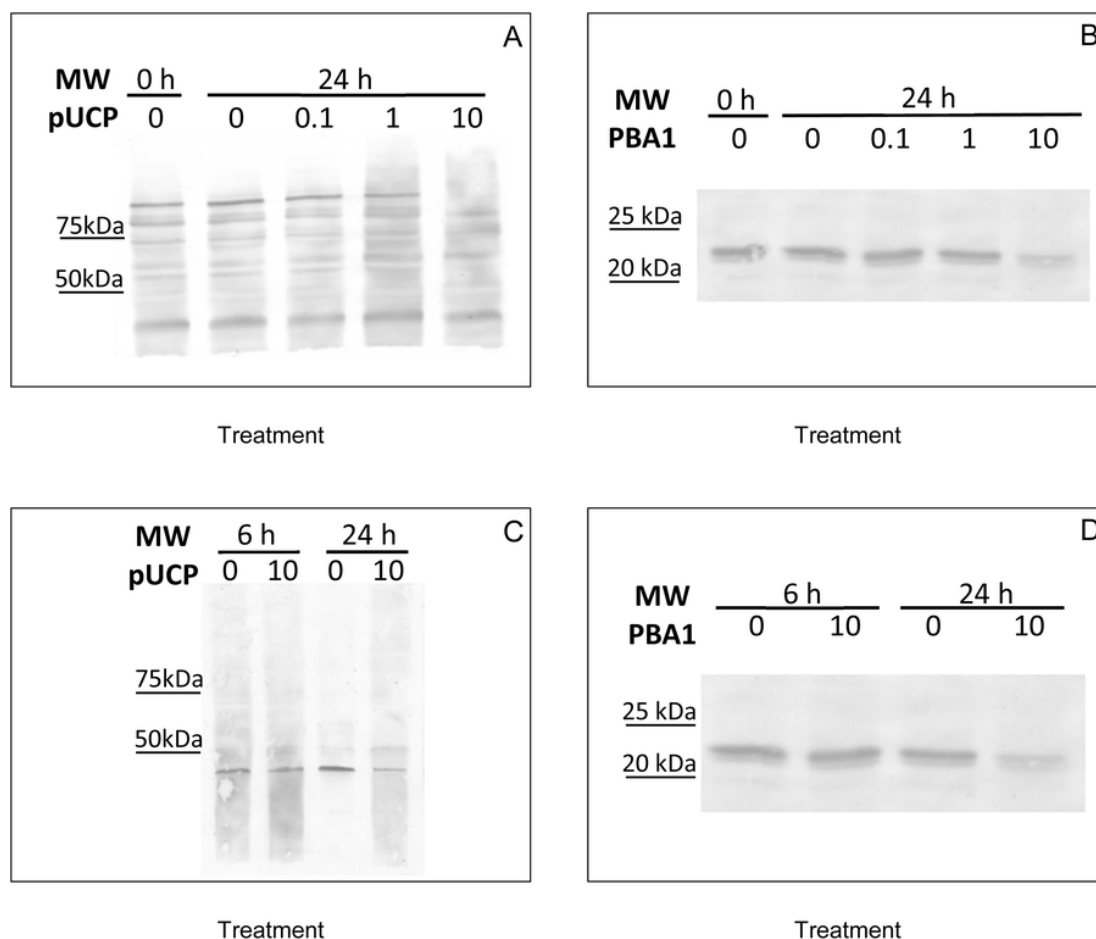 A
MW 0 h 24 h
pUCP 0 0 0.1 1 10
75kDa
50kDa
Treatment
B
MW 0 h 24 h
PBA1 0 0 0.1 1 10
25 kDa
20 kDa
Treatment
C
MW 6 h 24 h
pUCP 0 10 0 10
75kDa
50kDa
Treatment
D
MW 6 h 24 h
PBA1 0 10 0 10
25 kDa
20 kDa
Treatment